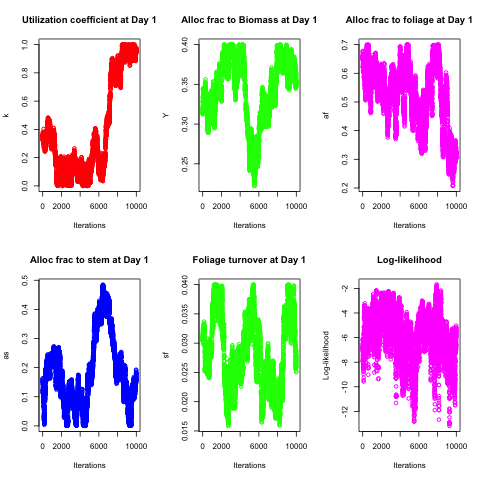 Utilization coefficient at Day 1
Alloc frac to Biomass at Day 1
Alloc frac to foliage at Day 1
k
0.0 0.2 0.4 0.6 0.8 1.0
0 2000 6000 10000
Iterations
Y
0.25 0.30 0.35 0.40
0 2000 6000 10000
Iterations
af
0.2 0.3 0.4 0.5 0.6 0.7
0 2000 6000 10000
Iterations
Alloc frac to stem at Day 1
Foliage turnover at Day 1
Log-likelihood
as
0.0 0.1 0.2 0.3 0.4 0.5
0 2000 6000 10000
Iterations
sf
0.015 0.020 0.025 0.030 0.035 0.040
0 2000 6000 10000
Iterations
Log-likelihood
-12 -10 -8 -6 -4 -2
0 2000 6000 10000
Iterations